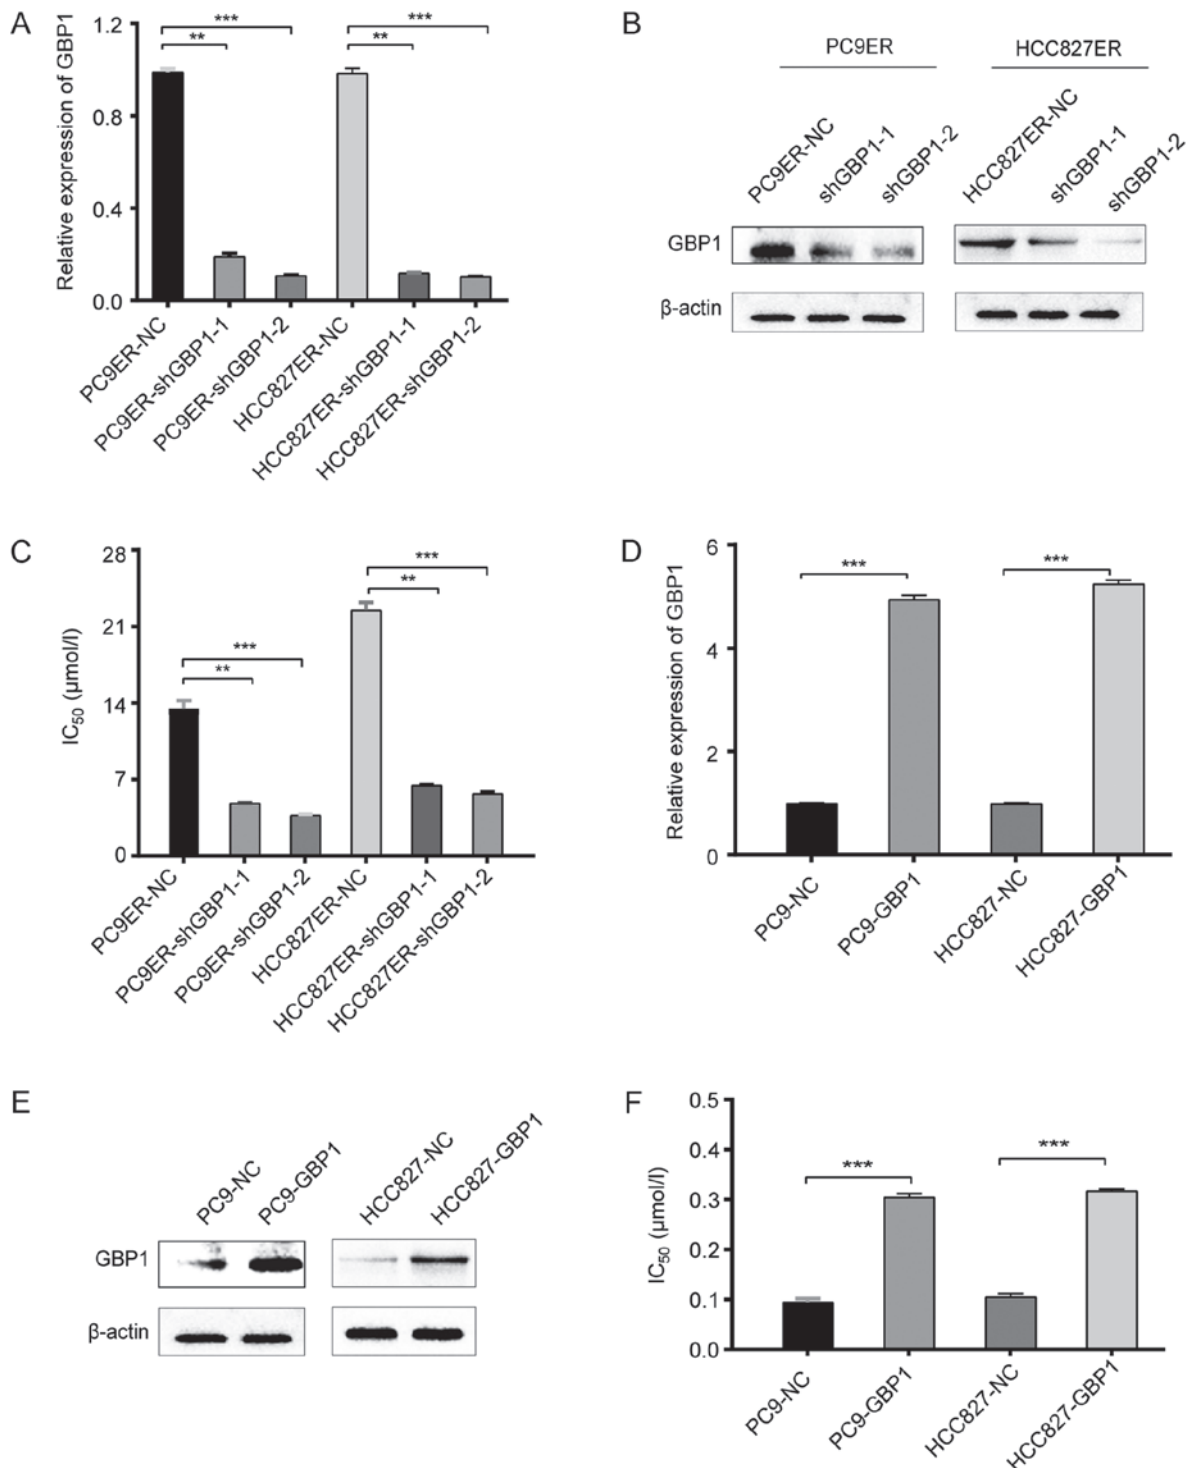 A
Relative expression of GBP1
1.2
0.8
0.4
0.0
***
**
***
**
PC9ER-NC
PC9ER-shGBP1-1
PC9ER-shGBP1-2
HCC827ER-NC
HCC827ER-shGBP1-1
HCC827ER-shGBP1-2
B
PC9ER
HCC827ER
PC9ER-NC
shGBP1-1
shGBP1-2
HCC827ER-NC
shGBP1-1
shGBP1-2
GBP1
β-actin
C
IC50 (μmol/l)
28
21
14
7
0
***
**
***
**
PC9ER-NC
PC9ER-shGBP1-1
PC9ER-shGBP1-2
HCC827ER-NC
HCC827ER-shGBP1-1
HCC827ER-shGBP1-2
D
Relative expression of GBP1
6
4
2
0
***
***
PC9-NC
PC9-GBP1
HCC827-NC
HCC827-GBP1
E
PC9-NC
PC9-GBP1
HCC827-NC
HCC827-GBP1
GBP1
β-actin
F
IC50 (μmol/l)
0.5
0.4
0.3
0.2
0.1
0.0
***
***
PC9-NC
PC9-GBP1
HCC827-NC
HCC827-GBP1